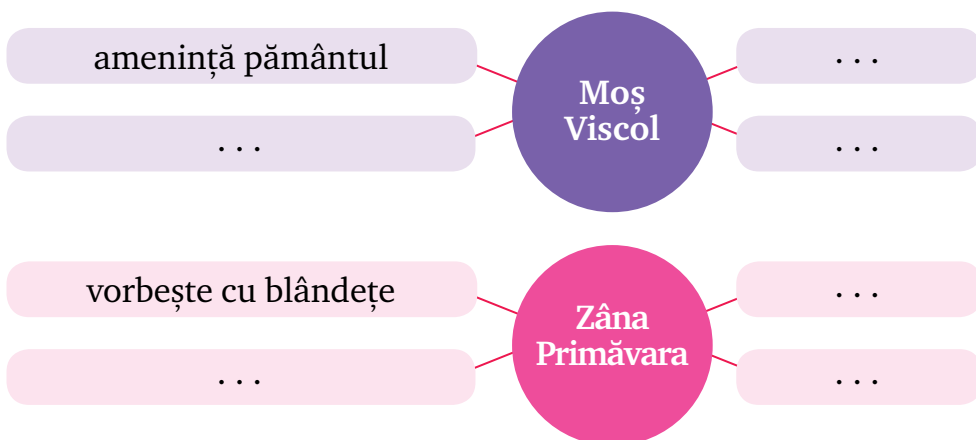 amenință pământul
. . .
Moș
Viscol
. . .
. . .
vorbește cu blândețe
. . .
Zâna
Primăvara
. . .
. . .